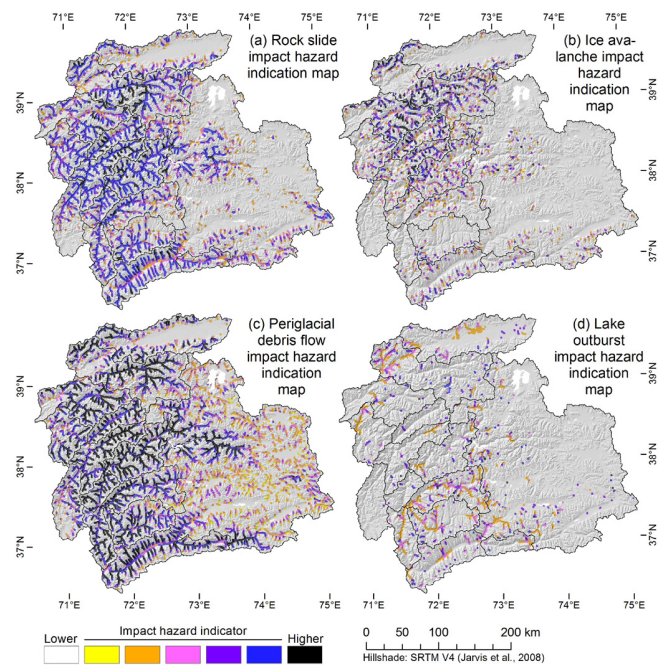 71°E 72°E 73°E 74°E 75°E 71°E 72°E 73°E 74°E 75°E
(a) Rock slide
impact hazard
indication map
(b) Ice ava-
lanche impact
hazard
indication
map
39°N
38°N
37°N
39°N
38°N
37°N
(c) Periglacial
debris flow
impact hazard
indication
map
(d) Lake
outburst
impact hazard
indication
map
39°N
38°N
37°N
39°N
38°N
37°N
71°E 72°E 73°E 74°E 75°E 71°E 72°E 73°E 74°E 75°E
Lower Impact hazard indicator Higher
0 50 100 200 km
Hillshade: SRTM V4 (Jarvis et al., 2008)